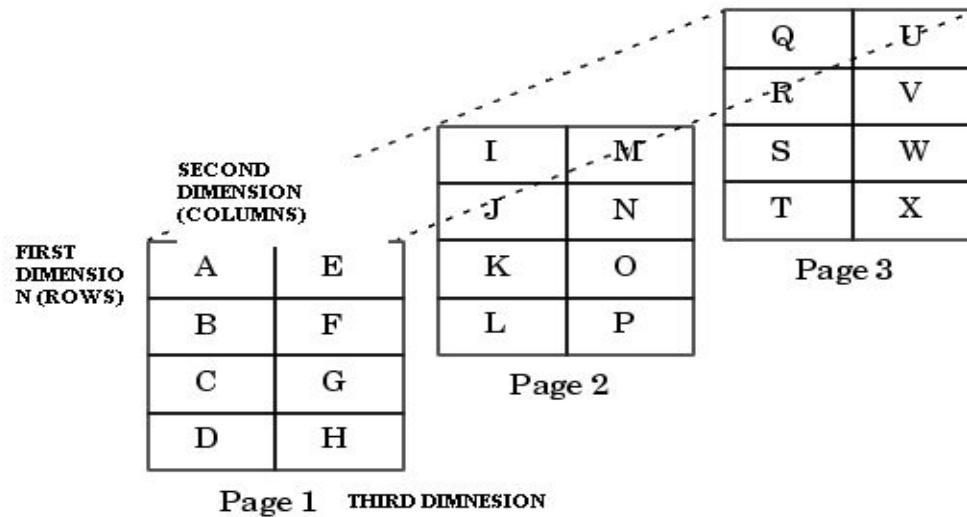 Q U
R V
S W
T X
Page 3
I M
J N
K O
L P
Page 2
SECOND
DIMENSION
(COLUMNS)
FIRST
DIMENSIO
N (ROWS)
A E
B F
C G
D H
Page 1 THIRD DIMNESION